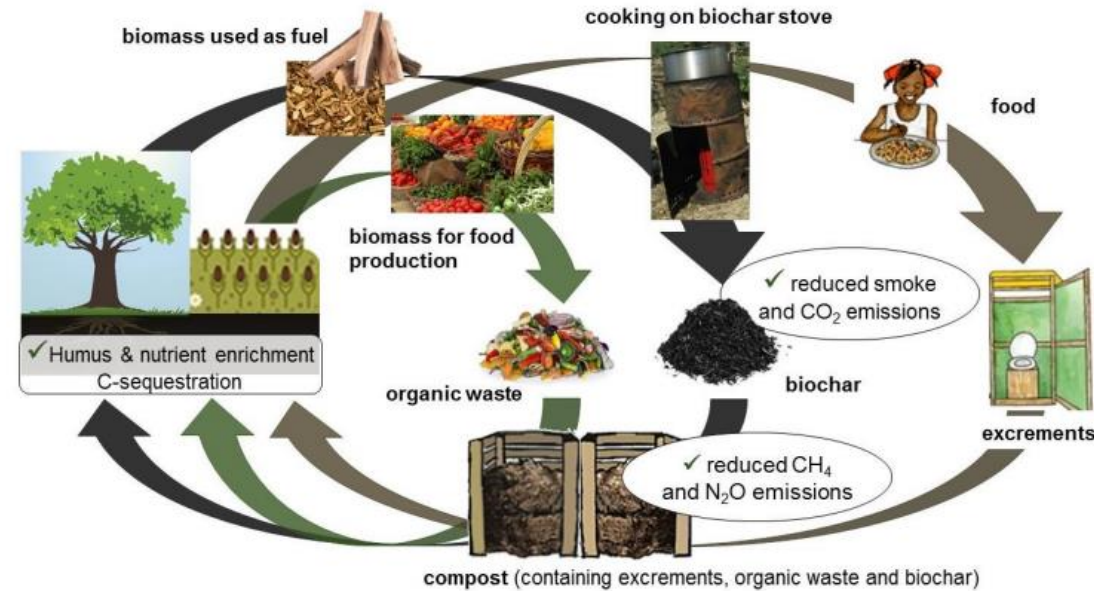 cooking on biochar stove
biomass used as fuel
food
biomass for food
production
✓ reduced smoke
and CO₂ emissions
✓ Humus & nutrient enrichment
C-sequestration
organic waste
biochar
excrements
✓ reduced CH₄
and N₂O emissions
compost (containing excrements, organic waste and biochar)